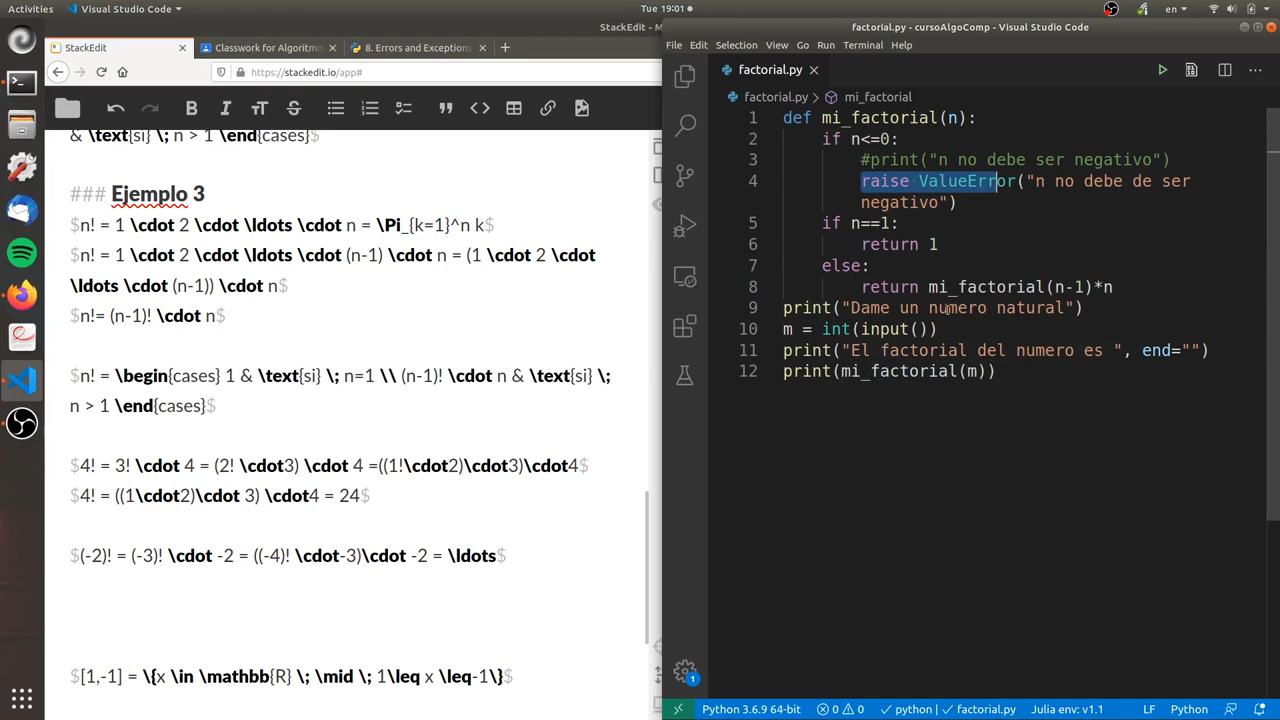 Activities
Visual Studio Code
Tue 19:01
en
StackEdit - M
StackEdit
Classwork for Algoritmo
8. Errors and Exceptions
https://stackedit.io/app#
& \text{si} \; n > 1 \end{cases}$
### Ejemplo 3
$n! = 1 \cdot 2 \cdot \ldots \cdot n = \Pi_{k=1}^n k$
$n! = 1 \cdot 2 \cdot \ldots \cdot (n-1) \cdot n = (1 \cdot 2 \cdot
\ldots \cdot (n-1)) \cdot n$
$n!= (n-1)! \cdot n$
$n! = \begin{cases} 1 & \text{si} \; n=1 \\ (n-1)! \cdot n & \text{si} \;
n > 1 \end{cases}$
$4! = 3! \cdot 4 = (2! \cdot3) \cdot 4 =((1!\cdot2)\cdot3)\cdot4$
$4! = ((1\cdot2)\cdot 3) \cdot4 = 24$
$(-2)! = (-3)! \cdot -2 = ((-4)! \cdot-3)\cdot -2 = \ldots$
$[1,-1] = \{x \in \mathbb{R} \; \mid \; 1\leq x \leq-1\}$
factorial.py - cursoAlgoComp - Visual Studio Code
File Edit Selection View Go Run Terminal Help
factorial.py
factorial.py > mi_factorial
1 def mi_factorial(n):
2 if n<=0:
3 #print("n no debe ser negativo")
4 raise ValueError("n no debe de ser
negativo")
5 if n==1:
6 return 1
7 else:
8 return mi_factorial(n-1)*n
9 print("Dame un numero natural")
10 m = int(input())
11 print("El factorial del numero es ", end="")
12 print(mi_factorial(m))
1
Python 3.6.9 64-bit 0 0 python | factorial.py Julia env: v1.1 LF Python